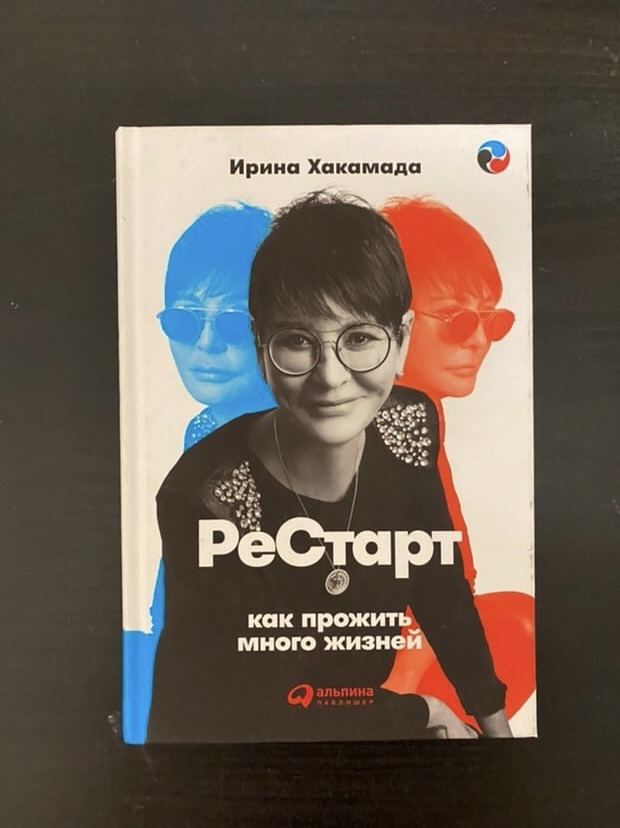 Ирина Хакамада
РеСтарт
как прожить
много жизней
альпина
ПАБЛИШЕР